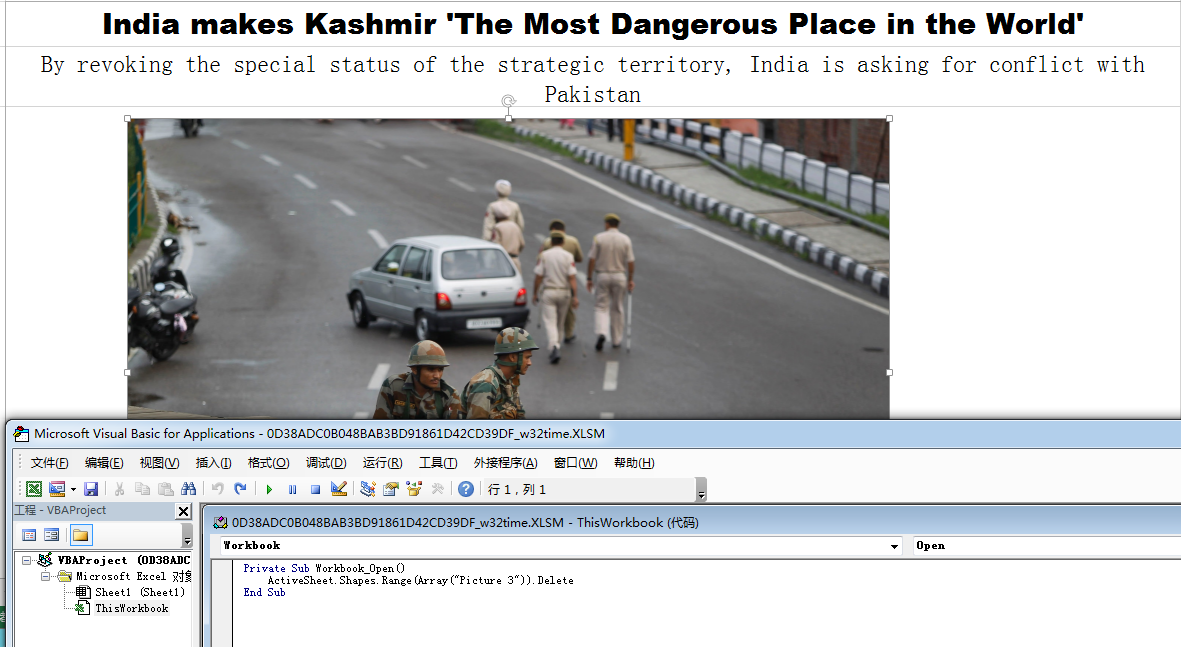 India makes Kashmir 'The Most Dangerous Place in the World'
By revoking the special status of the strategic territory, India is asking for conflict with
Pakistan
Microsoft Visual Basic for Applications - 0D38ADC0B048BAB3BD91861D42CD39DF_w32time.XLSM
文件(F) 编辑(E) 视图(V) 插入(I) 格式(O) 调试(D) 运行(R) 工具(T) 外接程序(A) 窗口(W) 帮助(H)
行 1，列 1
工程 - VBAProject
0D38ADC0B048BAB3BD91861D42CD39DF_w32time.XLSM - ThisWorkbook (代码)
Workbook Open
VBAProject (0D38ADC
Microsoft Excel 对象
Sheet1 (Sheet1)
ThisWorkbook
Private Sub Workbook_Open()
ActiveSheet.Shapes.Range(Array("Picture 3")).Delete
End Sub